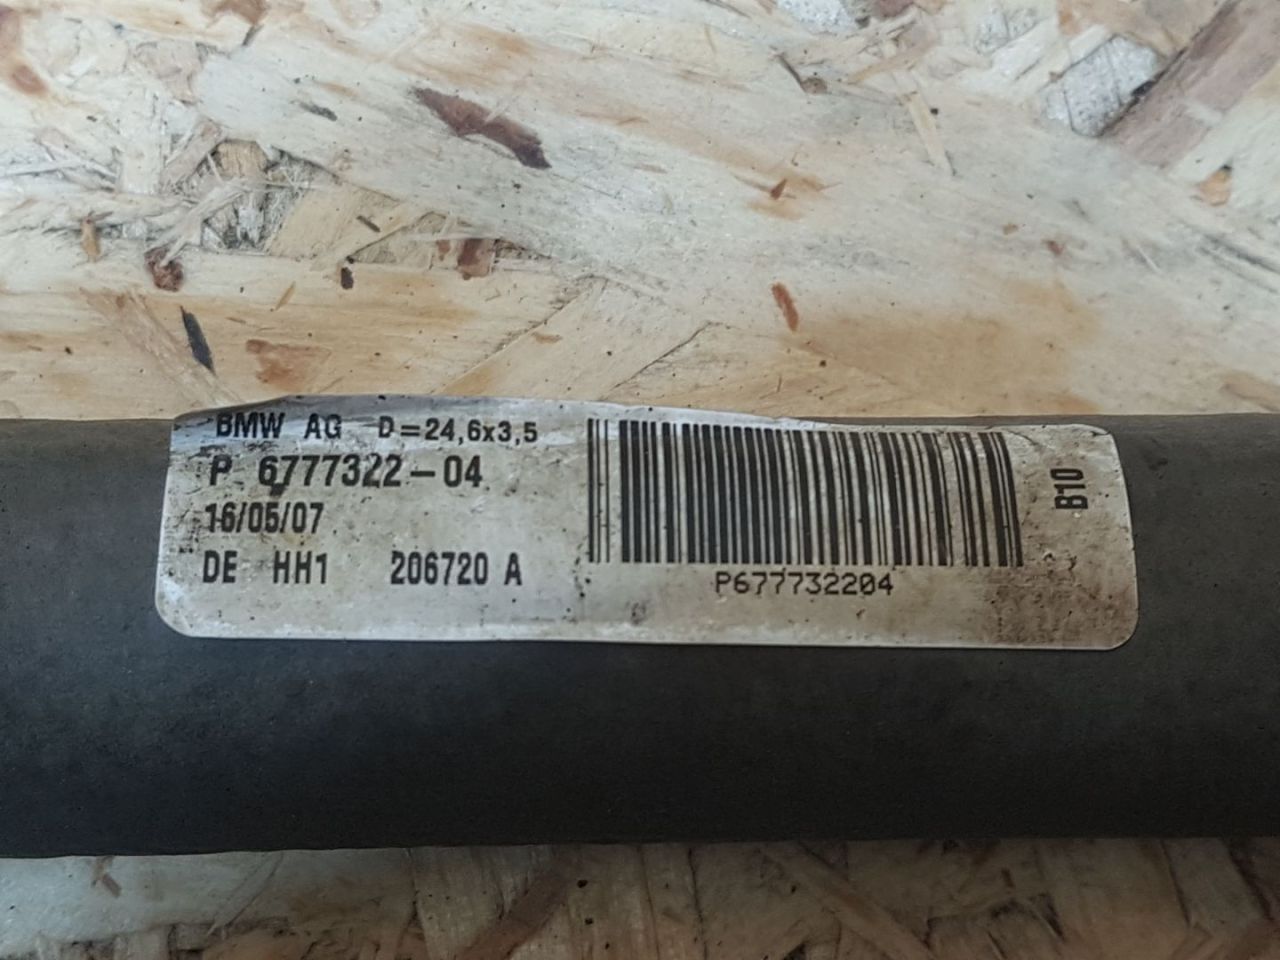 BMW AG D=24,6x3,5
P 6777322-04
16/05/07
DE HH1 206720 A
P677732204
B10